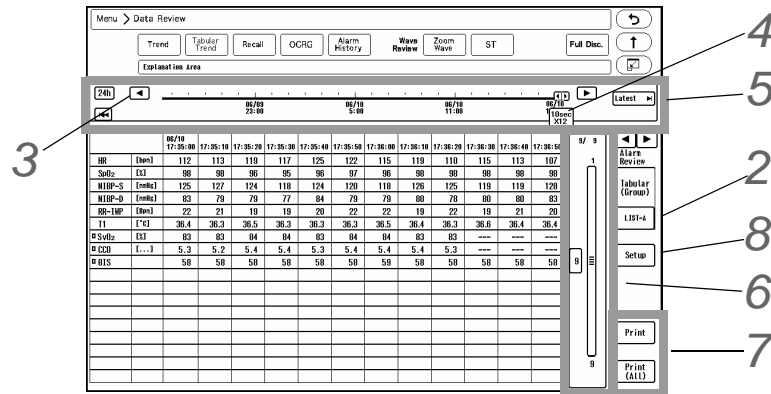 Menu > Data Review
Trend Tabular Trend Recall OCRG Alarm History Wave Review Zoom Wave ST Full Disc.
Explanation Area
24h
Latest
06/09 23:00 06/10 5:00 06/10 11:00 06/10
10sec X12
06/10
17:35:00 17:35:10 17:35:20 17:35:30 17:35:40 17:35:50 17:36:00 17:36:10 17:36:20 17:36:30 17:36:40 17:36:50
HR [bpm] 112 113 119 117 125 122 115 119 110 115 113 107
SpO2 [%] 98 98 96 95 96 97 96 98 98 98 98 98
NIBP-S [mmHg] 125 127 124 118 124 120 118 126 125 119 119 128
NIBP-D [mmHg] 83 79 79 77 84 79 79 80 78 80 80 83
RR-IMP [Bpm] 22 21 19 19 20 22 22 19 22 19 21 20
T1 [°C] 36.4 36.3 36.5 36.3 36.3 36.3 36.5 36.4 36.3 36.6 36.4 36.4
SvO2 [%] 83 83 84 84 83 83 84 83 83 --- --- ---
CCO [...] 5.3 5.2 5.4 5.4 5.3 5.4 5.4 5.4 5.3 --- --- ---
BIS 58 58 58 58 58 58 59 58 58 58 58 58
9/ 9
1
9
9
Alarm Review
Tabular (Group)
LIST-A
Setup
Print
Print (All)
3
4
5
2
8
6
7